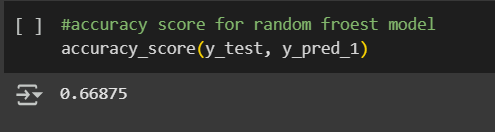 [ ] #accuracy score for random froest model
accuracy_score(y_test, y_pred_1)
0.66875